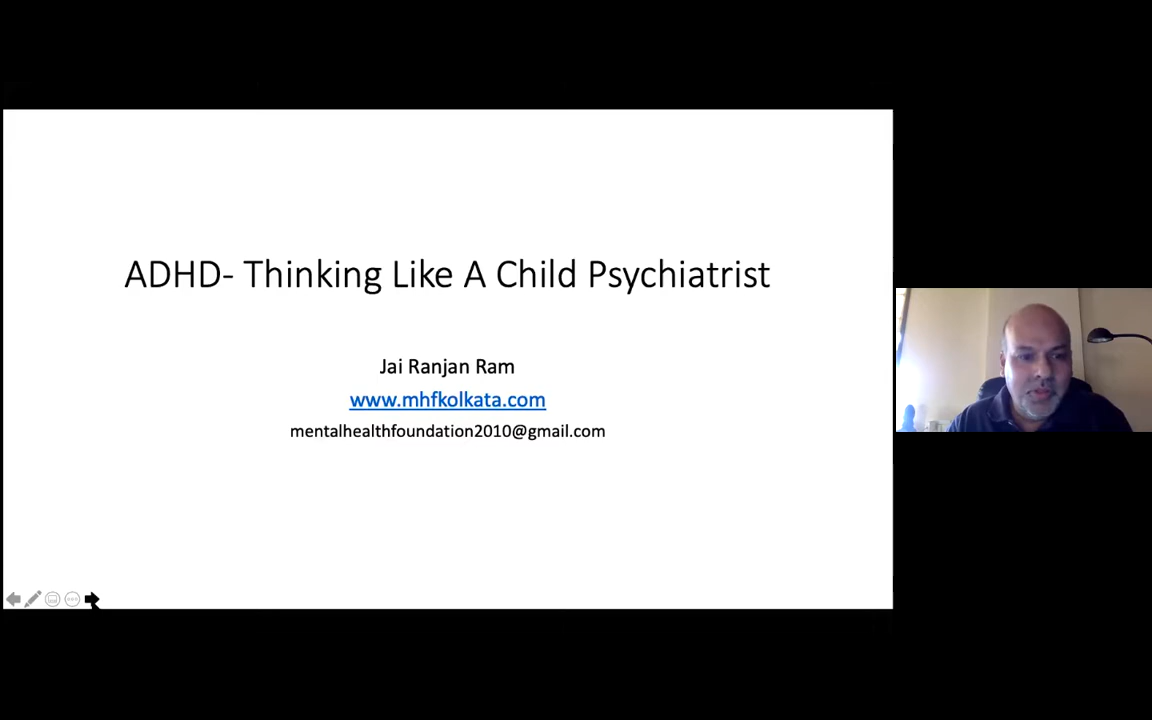 ADHD- Thinking Like A Child Psychiatrist
Jai Ranjan Ram
www.mhfkolkata.com
mentalhealthfoundation2010@gmail.com